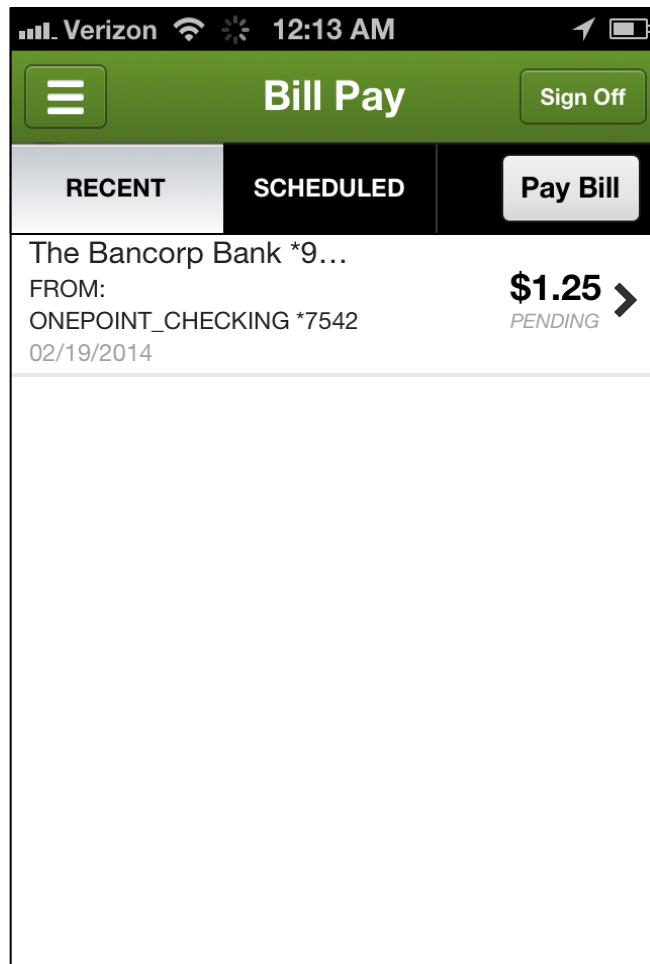 Verizon 12:13 AM
Bill Pay Sign Off
RECENT SCHEDULED Pay Bill
The Bancorp Bank *9...
FROM:
ONEPOINT_CHECKING *7542
02/19/2014
$1.25
PENDING